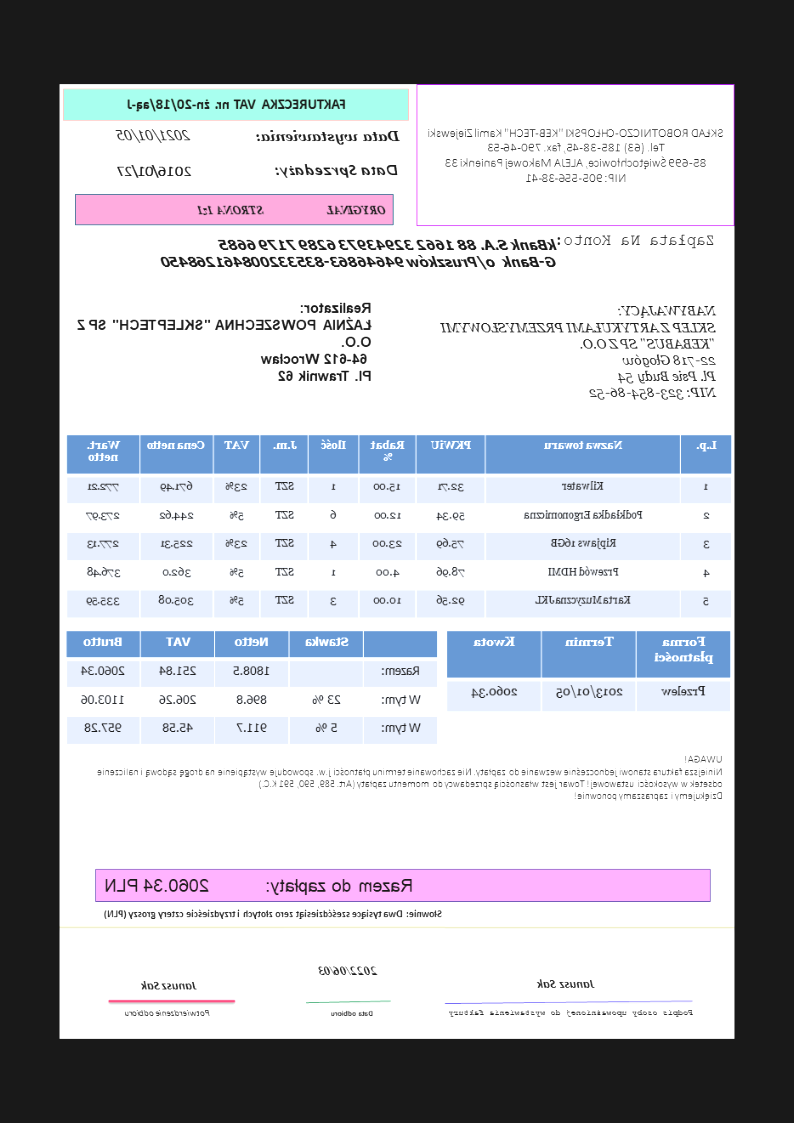 SKŁAD ROBOTNICZO-CHŁOPSKI "KEB-TECH" Kamil Ziejewski
Tel. (63) 185-38-45, fax. 790-46-53
85-699 Świętochłowice, ALEJA Makowej Panienki 33
NIP: 905-556-38-41
FAKTURECZKA VAT nr. żn-20/18/aą-J
Data wystawienia: 2021/01/05
Data Sprzedaży: 2016/01/27
ORYGINAŁ STRONA 1z1
Zapłata Na Konto: kBank S.A. 88 1662 3294 3973 6289 7179 6685
G-Bank o/Pruszków 94646863-835332008461268450
NABYWAJĄCY:
SKLEP Z ARTYKUŁAMI PRZEMYSŁOWYMI
"KEBABUS" SP Z O.O.
22-718 Głogów
Pl. Psie Budy 54
NIP: 323-854-86-52
Realizator:
ŁAŹNIA POWSZECHNA "SKLEPTECH" SP Z
O.O.
64-612 Wrocław
Pl. Trawnik 62
L.p. Nazwa towaru PKWiU Rabat % Ilość J.m. VAT Cena netto Wart. netto
1 Kilwater 32.71 15.00 1 SZT 23% 671.49 772.21
2 Podkładka Ergonomiczna 59.34 12.00 6 SZT 5% 244.62 273.97
3 Ripjaws 16GB 75.69 23.00 4 SZT 23% 225.31 277.13
4 Przewód HDMI 78.96 4.00 1 SZT 5% 362.0 376.48
5 Karta Muzyczna JKL 92.56 10.00 3 SZT 5% 305.08 335.59
Forma płatności Termin Kwota
Przelew 2013/01/05 2060.34
Stawka Netto VAT Brutto
Razem: 1808.5 251.84 2060.34
W tym: 23 % 896.8 206.26 1103.06
W tym: 5 % 911.7 45.58 957.28
UWAGA!
Niniejsza faktura stanowi jednocześnie wezwanie do zapłaty. Nie zachowanie terminu płatności j.w., spowoduje wystąpienie na drogę sądową i naliczenie
odsetek w wysokości ustawowej! Towar jest własnością sprzedawcy do momentu zapłaty (Art. 589, 590, 591 K.C.)
Dziękujemy i zapraszamy ponownie!
Razem do zapłaty: 2060.34 PLN
Słownie: Dwa tysiące sześćdziesiąt zero złotych i trzydzieście cztery groszy (PLN)
Janusz Sak
2022/06/03
Janusz Sak
Podpis osoby upoważnionej do wystawienia faktury
Data odbioru
Potwierdzenie odbioru